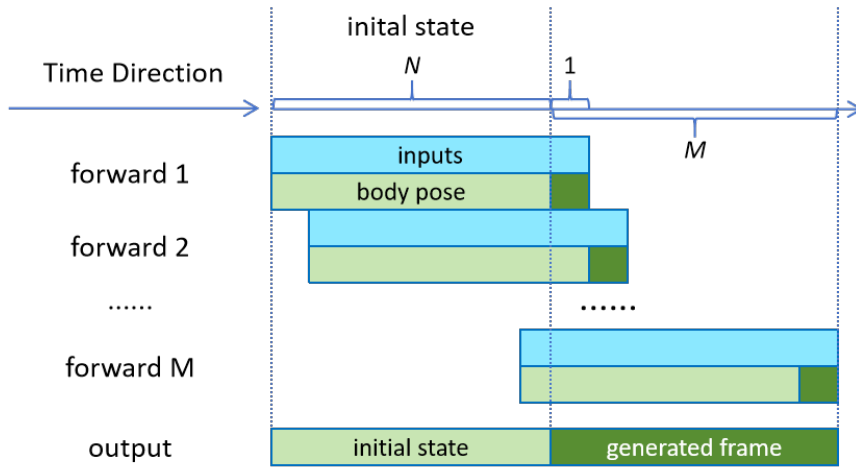 inital state
Time Direction
N
1
M
forward 1
inputs
body pose
forward 2
......
......
forward M
output
initial state
generated frame